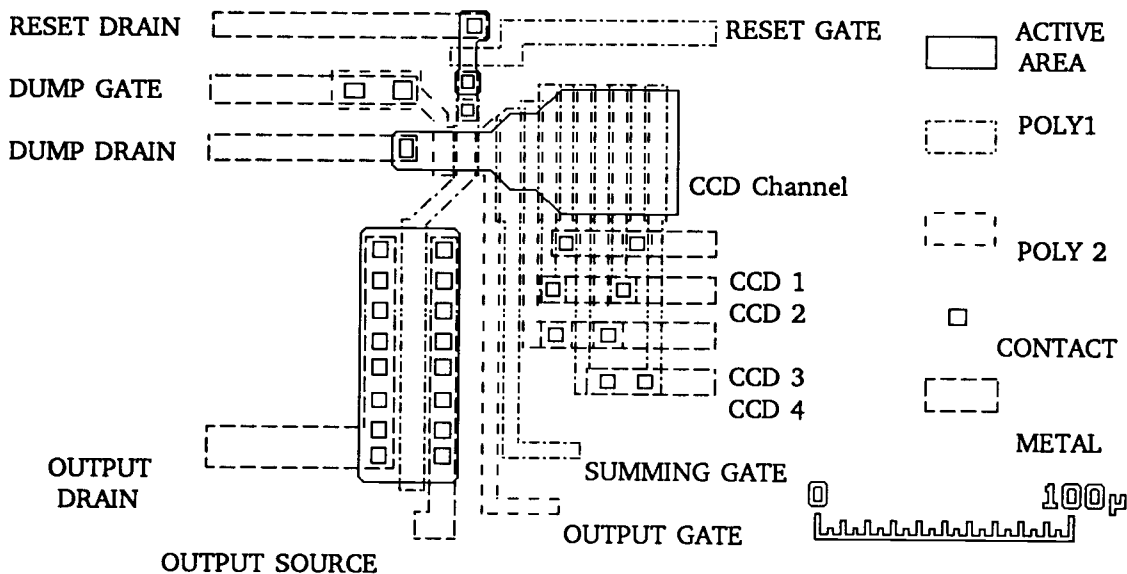 RESET DRAIN
RESET GATE
DUMP GATE
DUMP DRAIN
CCD Channel
CCD 1
CCD 2
CCD 3
CCD 4
OUTPUT
DRAIN
SUMMING GATE
OUTPUT GATE
OUTPUT SOURCE
ACTIVE
AREA
POLY1
POLY 2
CONTACT
METAL
0 100μ